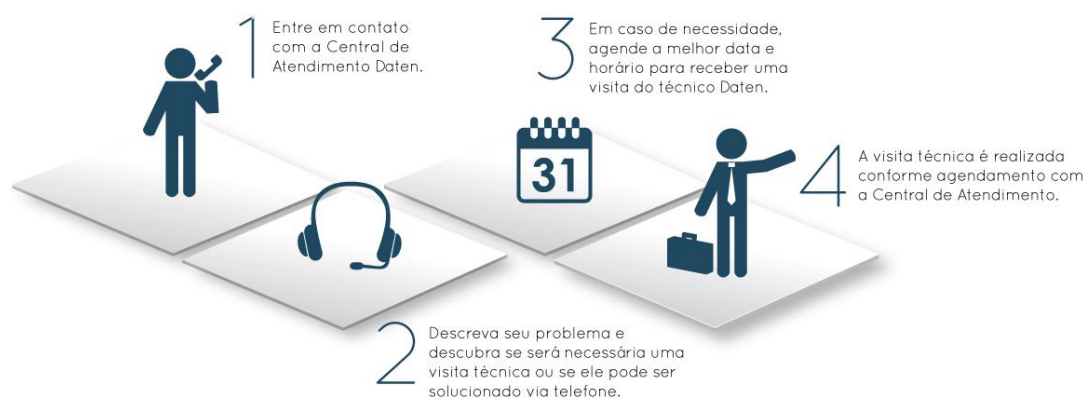 1
Entre em contato
com a Central de
Atendimento Daten.
2
Descreva seu problema e
descubra se será necessária uma
visita técnica ou se ele pode ser
solucionado via telefone.
3
Em caso de necessidade,
agende a melhor data e
horário para receber uma
visita do técnico Daten.
31
4
A visita técnica é realizada
conforme agendamento com
a Central de Atendimento.